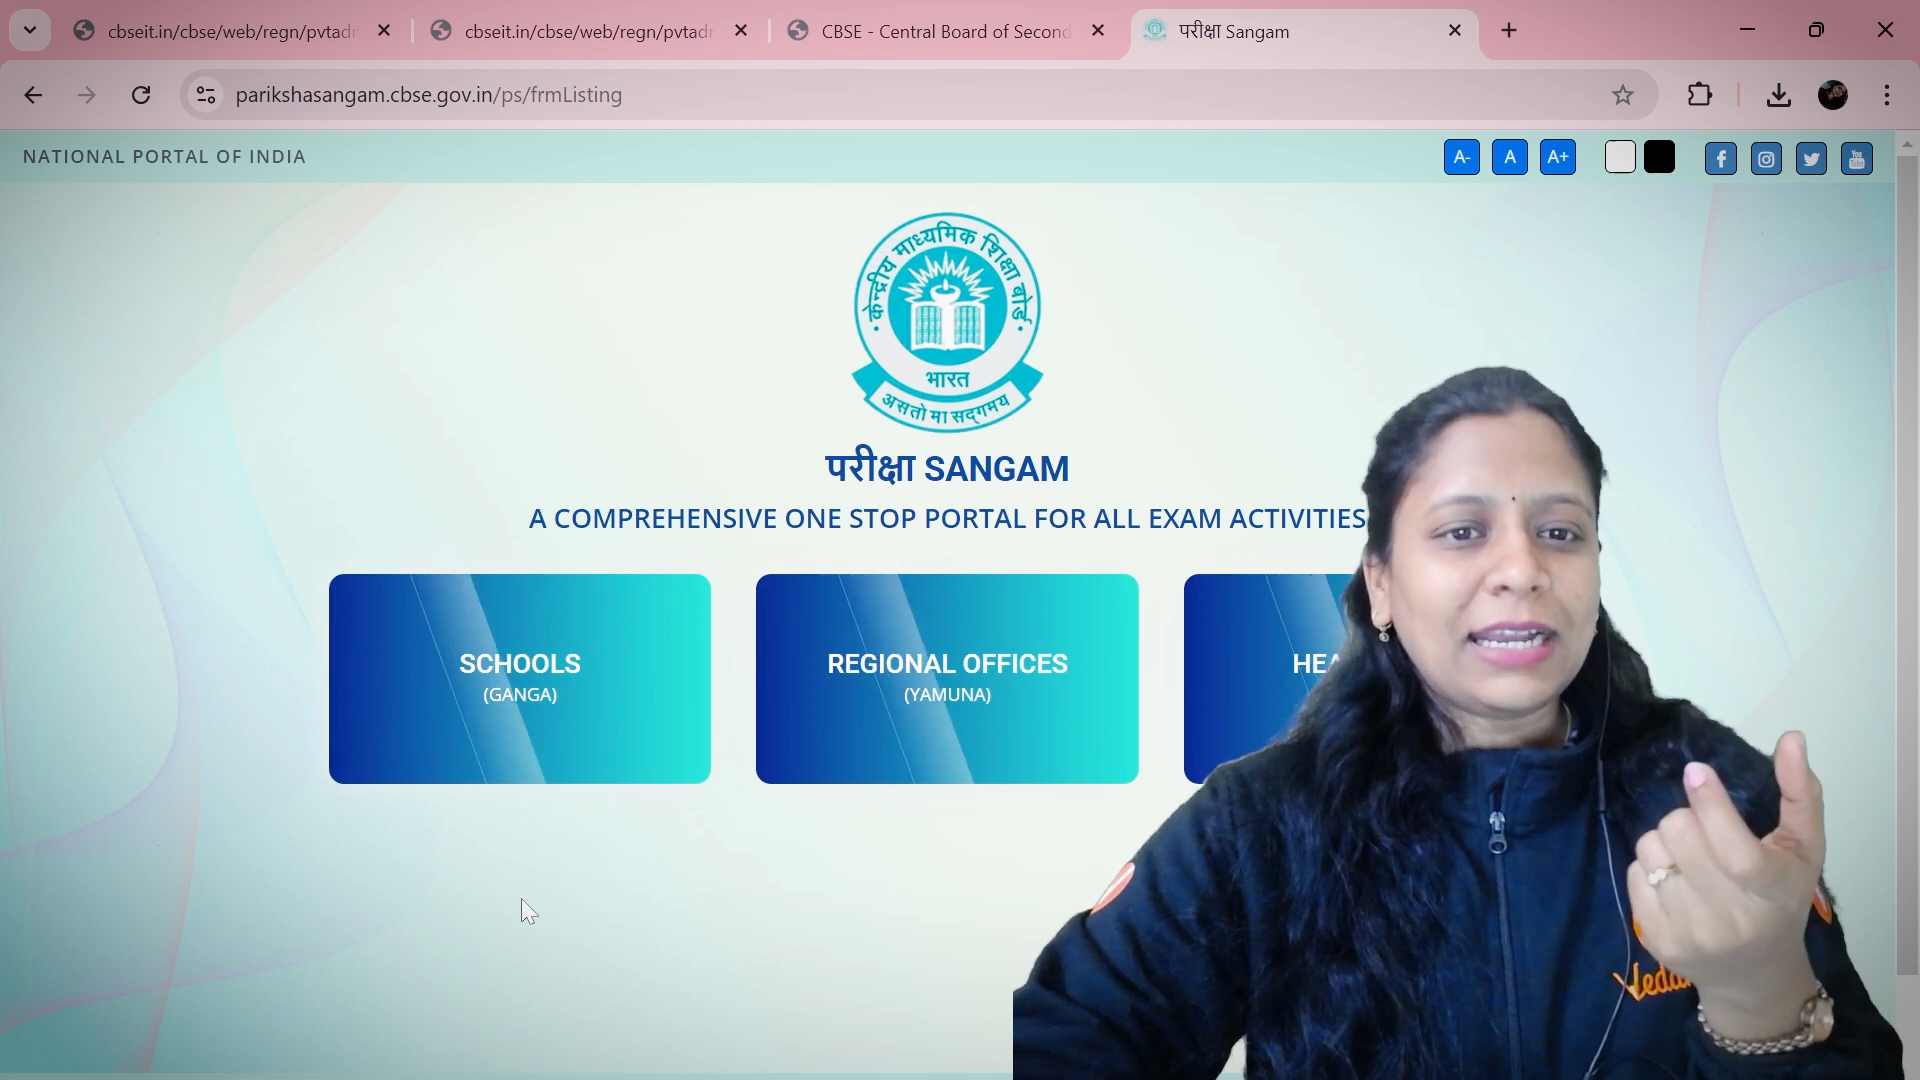 cbseit.in/cbse/web/regn/pvtadr
cbseit.in/cbse/web/regn/pvtadr
CBSE - Central Board of Second
परीक्षा Sangam
parikshasangam.cbse.gov.in/ps/frmListing
NATIONAL PORTAL OF INDIA
A-
A
A+
You
Tube
केन्द्रीय माध्यमिक शिक्षा बोर्ड
भारत
असतो मा सद्गमय
परीक्षा SANGAM
A COMPREHENSIVE ONE STOP PORTAL FOR ALL EXAM ACTIVITIES
SCHOOLS
(GANGA)
REGIONAL OFFICES
(YAMUNA)